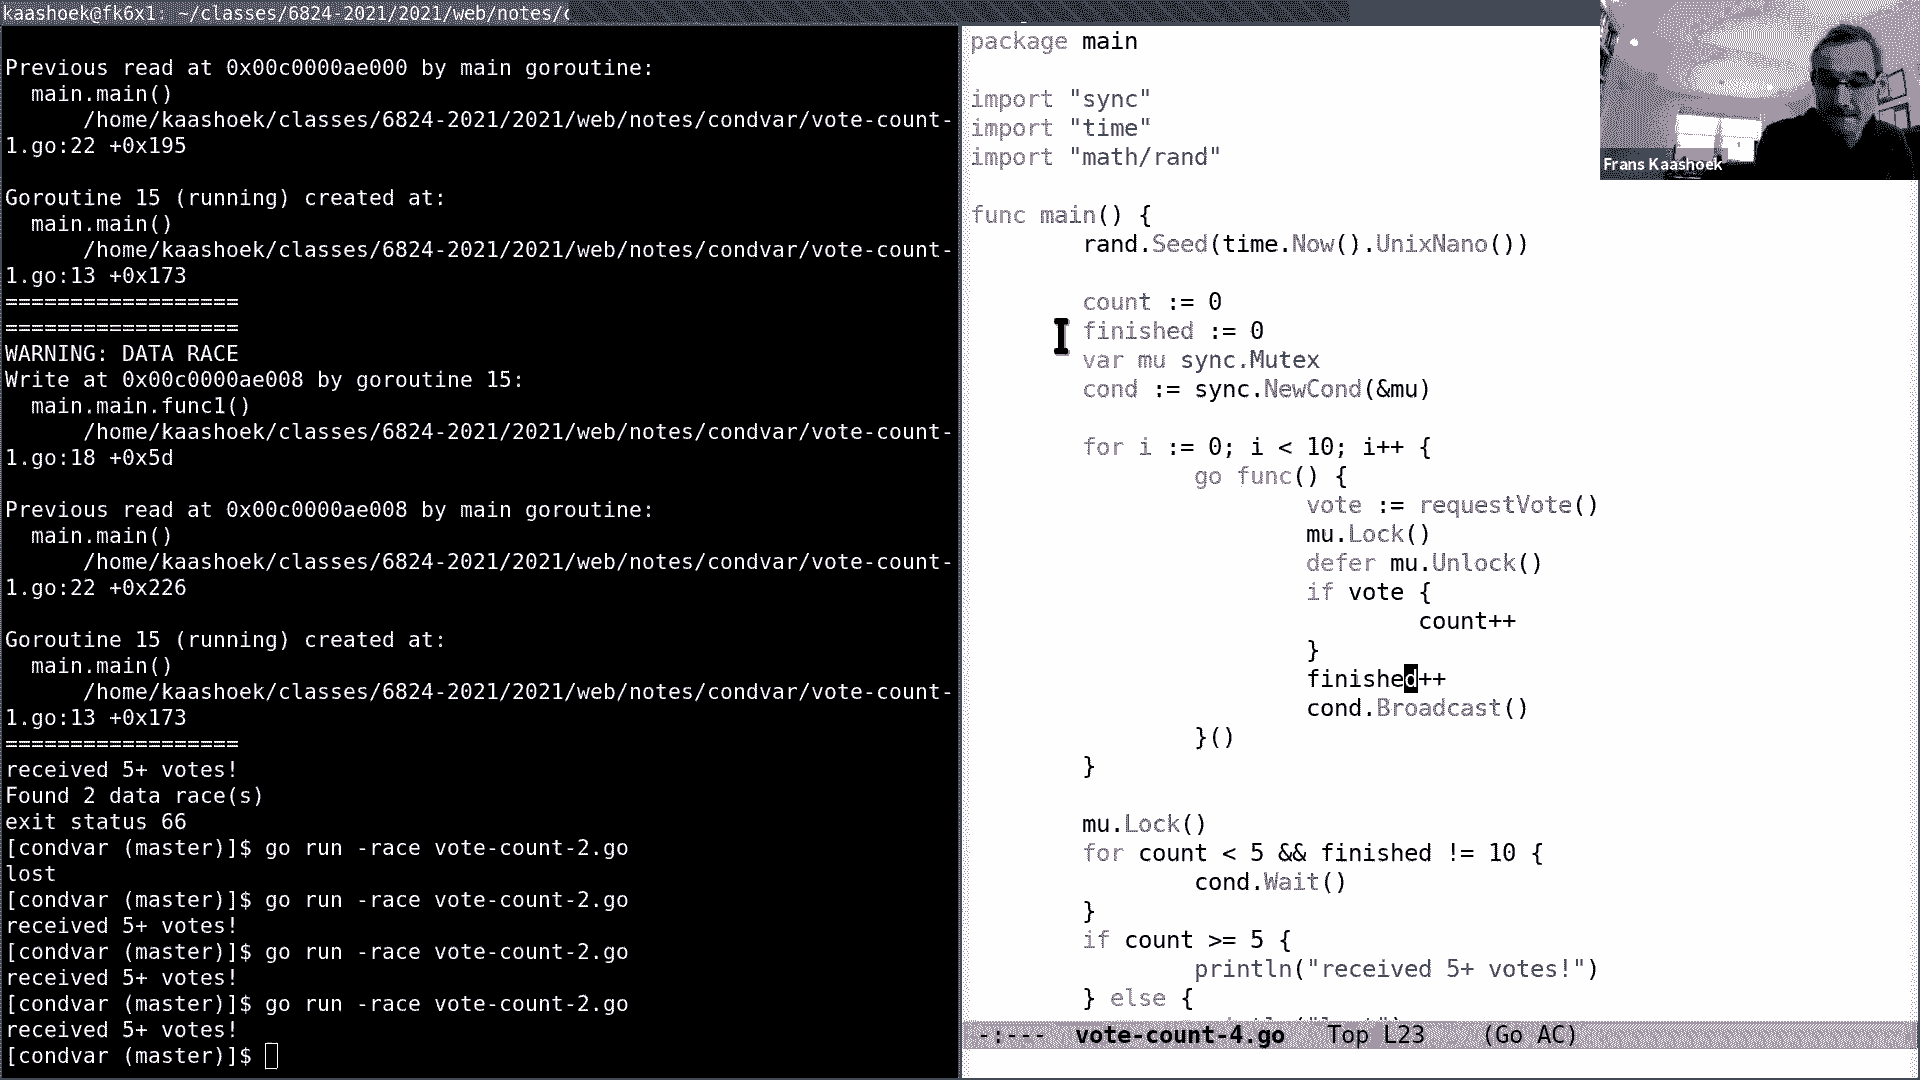 kaashoek@fk6x1: ~/classes/6824-2021/2021/web/notes/c
Previous read at 0x00c0000ae000 by main goroutine:
main.main()
/home/kaashoek/classes/6824-2021/2021/web/notes/condvar/vote-count-
1.go:22 +0x195
Goroutine 15 (running) created at:
main.main()
/home/kaashoek/classes/6824-2021/2021/web/notes/condvar/vote-count-
1.go:13 +0x173
==================
==================
WARNING: DATA RACE
Write at 0x00c0000ae008 by goroutine 15:
main.main.func1()
/home/kaashoek/classes/6824-2021/2021/web/notes/condvar/vote-count-
1.go:18 +0x5d
Previous read at 0x00c0000ae008 by main goroutine:
main.main()
/home/kaashoek/classes/6824-2021/2021/web/notes/condvar/vote-count-
1.go:22 +0x226
Goroutine 15 (running) created at:
main.main()
/home/kaashoek/classes/6824-2021/2021/web/notes/condvar/vote-count-
1.go:13 +0x173
==================
received 5+ votes!
Found 2 data race(s)
exit status 66
[condvar (master)]$ go run -race vote-count-2.go
lost
[condvar (master)]$ go run -race vote-count-2.go
received 5+ votes!
[condvar (master)]$ go run -race vote-count-2.go
received 5+ votes!
[condvar (master)]$ go run -race vote-count-2.go
received 5+ votes!
[condvar (master)]$
package main
import "sync"
import "time"
import "math/rand"
func main() {
rand.Seed(time.Now().UnixNano())
count := 0
finished := 0
var mu sync.Mutex
cond := sync.NewCond(&mu)
for i := 0; i < 10; i++ {
go func() {
vote := requestVote()
mu.Lock()
defer mu.Unlock()
if vote {
count++
}
finished++
cond.Broadcast()
}()
}
mu.Lock()
for count < 5 && finished != 10 {
cond.Wait()
}
if count >= 5 {
println("received 5+ votes!")
} else {
-:--- vote-count-4.go Top L23 (Go AC)
Frans Kaashoek